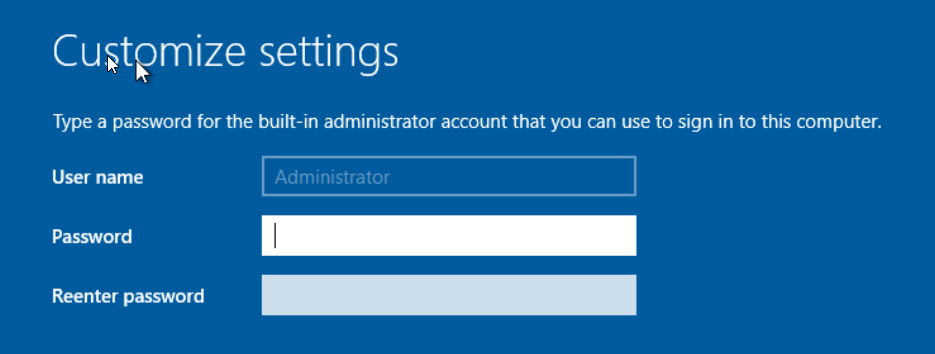 Customize settings
Type a password for the built-in administrator account that you can use to sign in to this computer.
User name
Administrator
Password
Reenter password